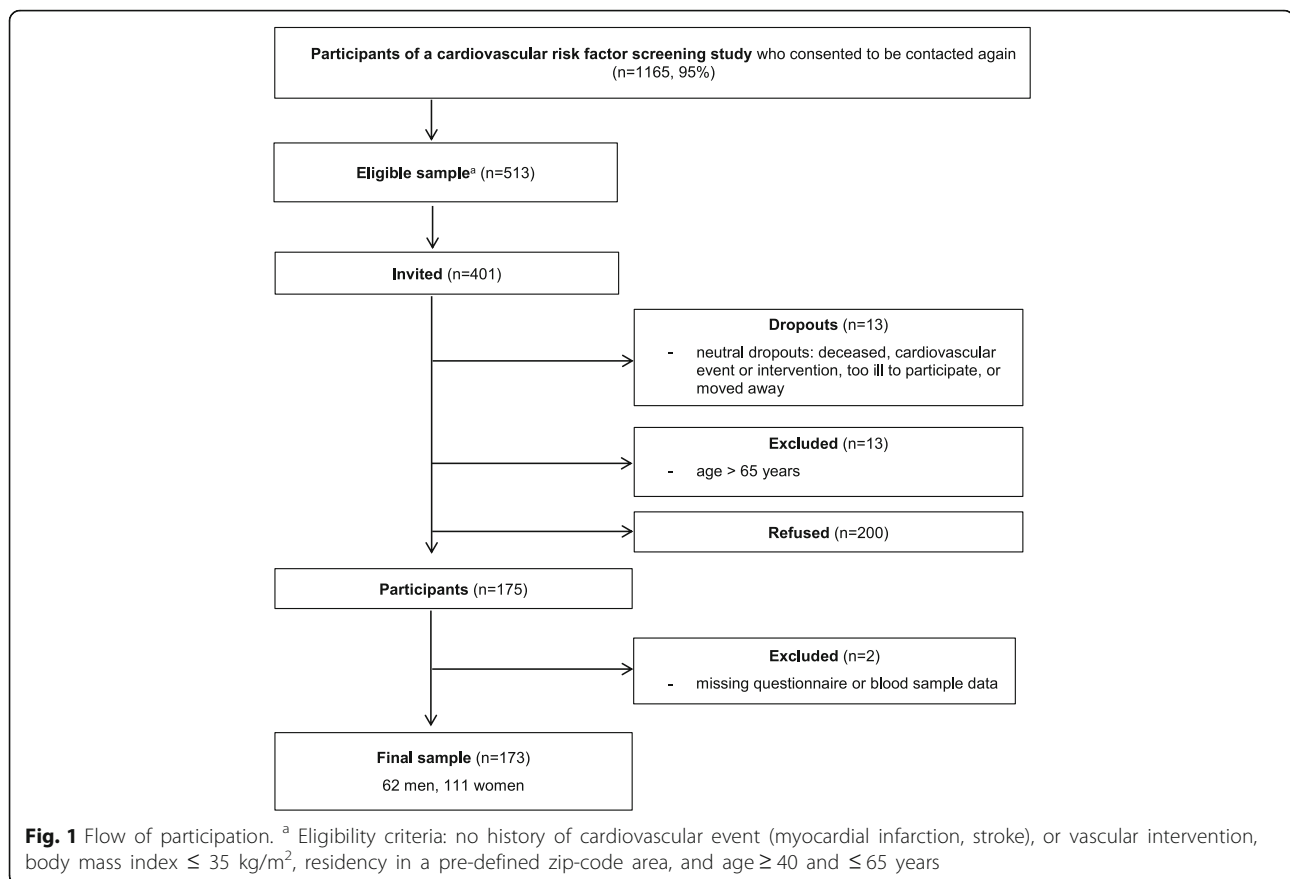 Participants of a cardiovascular risk factor screening study who consented to be contacted again
(n=1165, 95%)
Eligible sampleᵃ (n=513)
Invited (n=401)
Dropouts (n=13)
- neutral dropouts: deceased, cardiovascular
event or intervention, too ill to participate, or
moved away
Excluded (n=13)
- age > 65 years
Refused (n=200)
Participants (n=175)
Excluded (n=2)
- missing questionnaire or blood sample data
Final sample (n=173)
62 men, 111 women
Fig. 1 Flow of participation. ᵃ Eligibility criteria: no history of cardiovascular event (myocardial infarction, stroke), or vascular intervention,
body mass index ≤ 35 kg/m², residency in a pre-defined zip-code area, and age ≥ 40 and ≤ 65 years